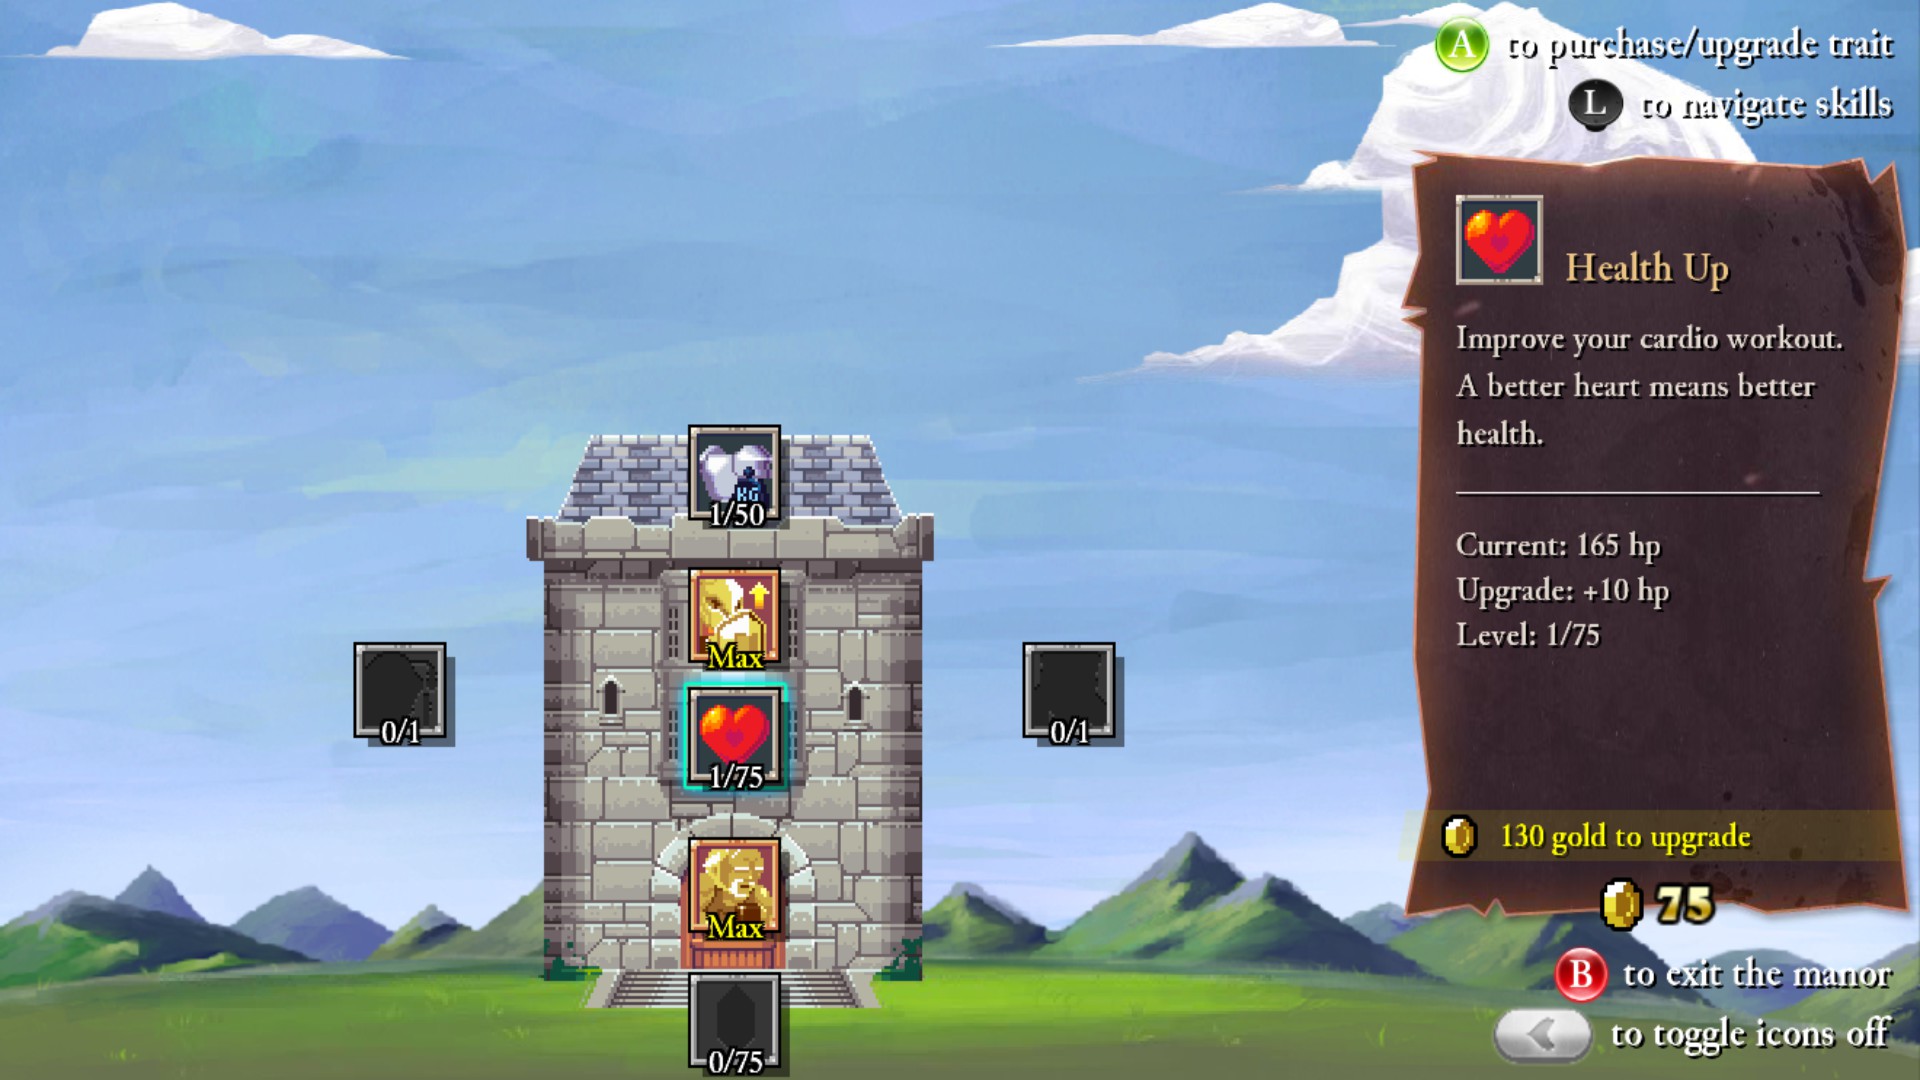 A to purchase/upgrade trait
L to navigate skills
Health Up
Improve your cardio workout.
A better heart means better
health.
Current: 165 hp
Upgrade: +10 hp
Level: 1/75
130 gold to upgrade
75
B to exit the manor
to toggle icons off
KG
1/50
Max
0/1
1/75
0/1
Max
0/75